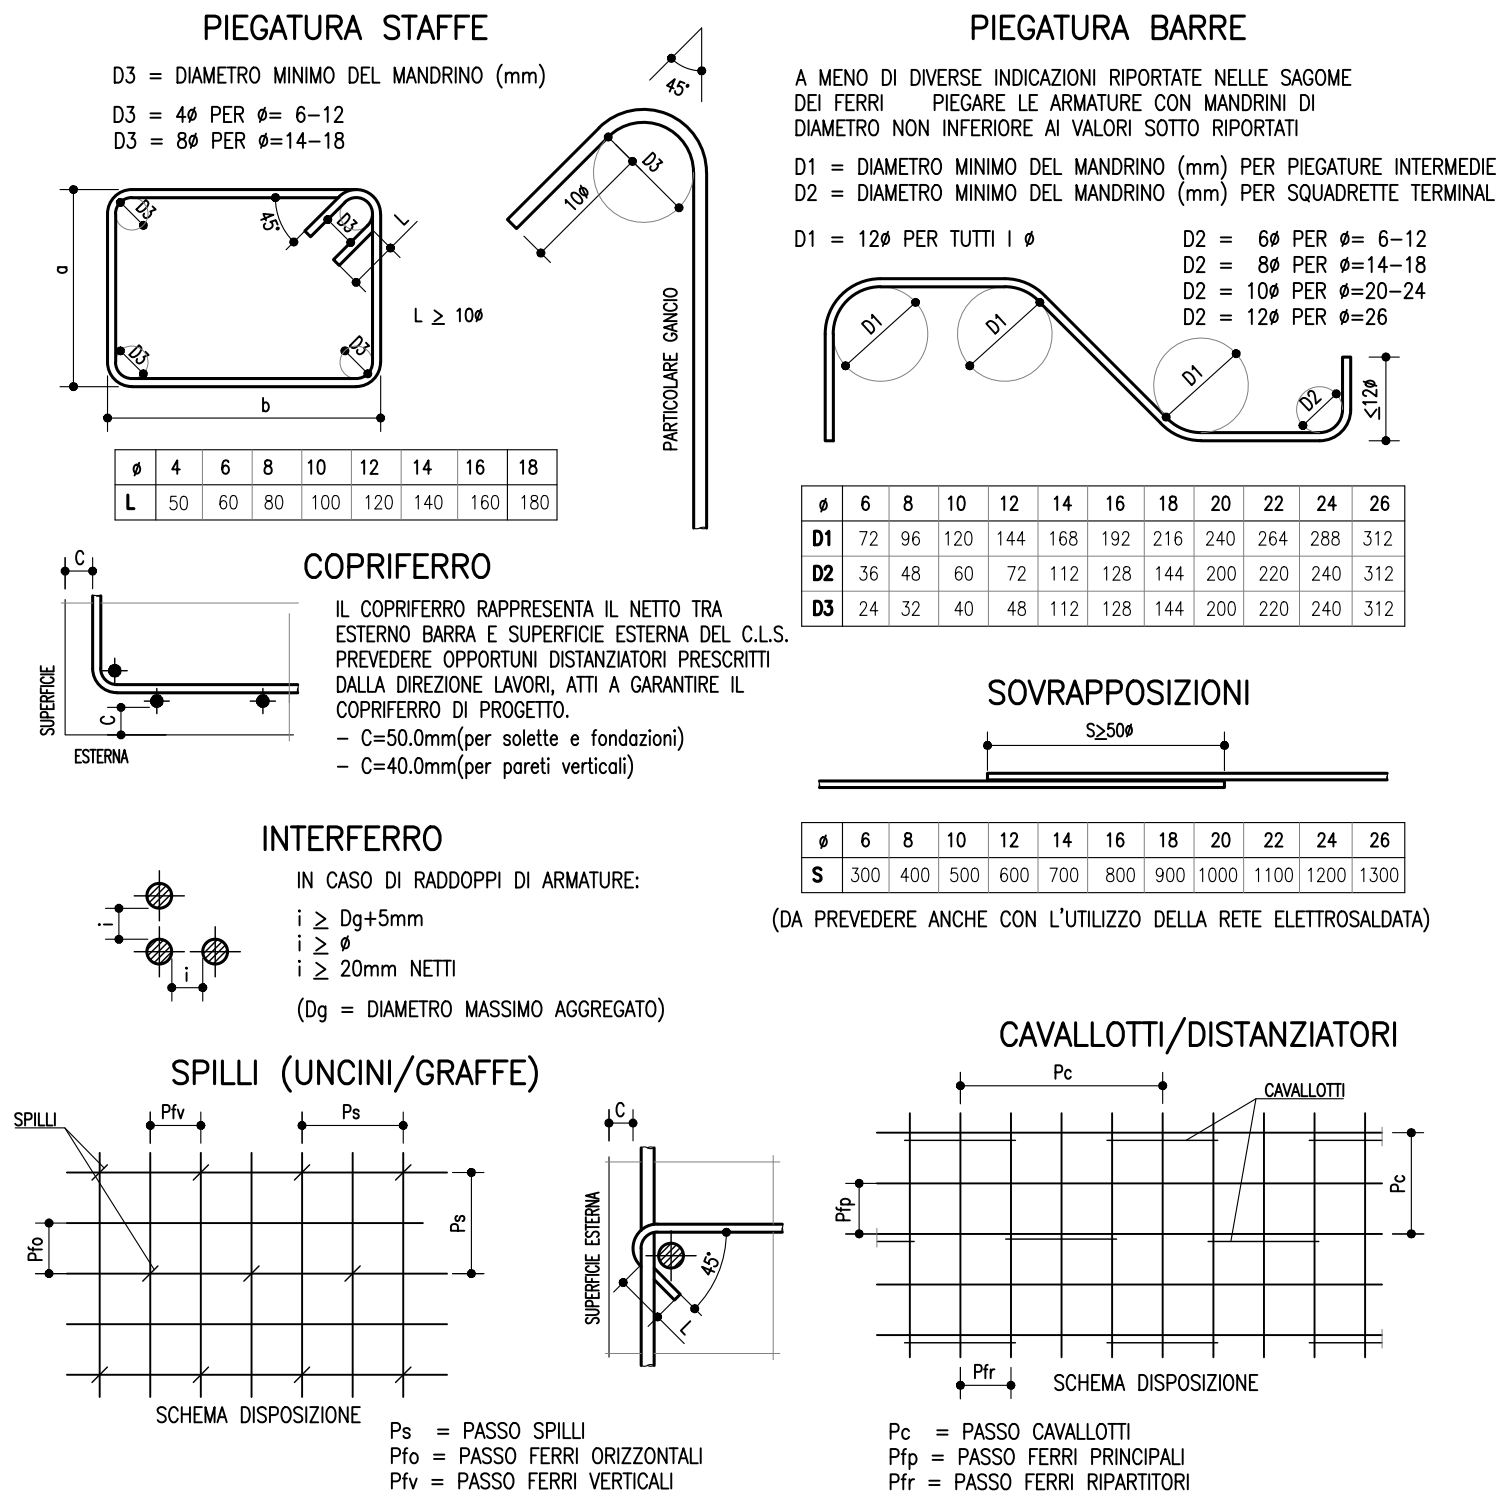 PIEGATURA STAFFE
D3 = DIAMETRO MINIMO DEL MANDRINO (mm)
D3 = 4ø PER ø= 6-12
D3 = 8ø PER ø=14-18
45°
D3
10ø
PARTICOLARE GANCIO
D3
45°
D3
L
a
L ≥ 10ø
D3
D3
b
ø 4 6 8 10 12 14 16 18
L 50 60 80 100 120 140 160 180
PIEGATURA BARRE
A MENO DI DIVERSE INDICAZIONI RIPORTATE NELLE SAGOME
DEI FERRI PIEGARE LE ARMATURE CON MANDRINI DI
DIAMETRO NON INFERIORE AI VALORI SOTTO RIPORTATI
D1 = DIAMETRO MINIMO DEL MANDRINO (mm) PER PIEGATURE INTERMEDIE
D2 = DIAMETRO MINIMO DEL MANDRINO (mm) PER SQUADRETTE TERMINAL
D1 = 12ø PER TUTTI I ø
D2 = 6ø PER ø= 6-12
D2 = 8ø PER ø=14-18
D2 = 10ø PER ø=20-24
D2 = 12ø PER ø=26
D1
D1
D1
D2
≤12ø
ø 6 8 10 12 14 16 18 20 22 24 26
D1 72 96 120 144 168 192 216 240 264 288 312
D2 36 48 60 72 112 128 144 200 220 240 312
D3 24 32 40 48 112 128 144 200 220 240 312
COPRIFERRO
C
SUPERFICIE
C
ESTERNA
IL COPRIFERRO RAPPRESENTA IL NETTO TRA
ESTERNO BARRA E SUPERFICIE ESTERNA DEL C.L.S.
PREVEDERE OPPORTUNI DISTANZIATORI PRESCRITTI
DALLA DIREZIONE LAVORI, ATTI A GARANTIRE IL
COPRIFERRO DI PROGETTO.
- C=50.0mm(per solette e fondazioni)
- C=40.0mm(per pareti verticali)
SOVRAPPOSIZIONI
S≥50ø
ø 6 8 10 12 14 16 18 20 22 24 26
S 300 400 500 600 700 800 900 1000 1100 1200 1300
(DA PREVEDERE ANCHE CON L'UTILIZZO DELLA RETE ELETTROSALDATA)
INTERFERRO
i
i
IN CASO DI RADDOPPI DI ARMATURE:
i ≥ Dg+5mm
i ≥ ø
i ≥ 20mm NETTI
(Dg = DIAMETRO MASSIMO AGGREGATO)
SPILLI (UNCINI/GRAFFE)
SPILLI
Pfv
Ps
Ps
Pfo
SCHEMA DISPOSIZIONE
C
SUPERFICIE ESTERNA
45°
L
Ps = PASSO SPILLI
Pfo = PASSO FERRI ORIZZONTALI
Pfv = PASSO FERRI VERTICALI
CAVALLOTTI/DISTANZIATORI
Pc
CAVALLOTTI
Pc
Pfp
Pfr
SCHEMA DISPOSIZIONE
Pc = PASSO CAVALLOTTI
Pfp = PASSO FERRI PRINCIPALI
Pfr = PASSO FERRI RIPARTITORI